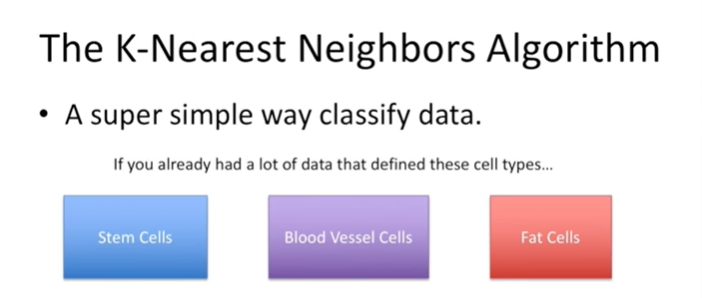 The K-Nearest Neighbors Algorithm
• A super simple way classify data.
If you already had a lot of data that defined these cell types...
Stem Cells
Blood Vessel Cells
Fat Cells